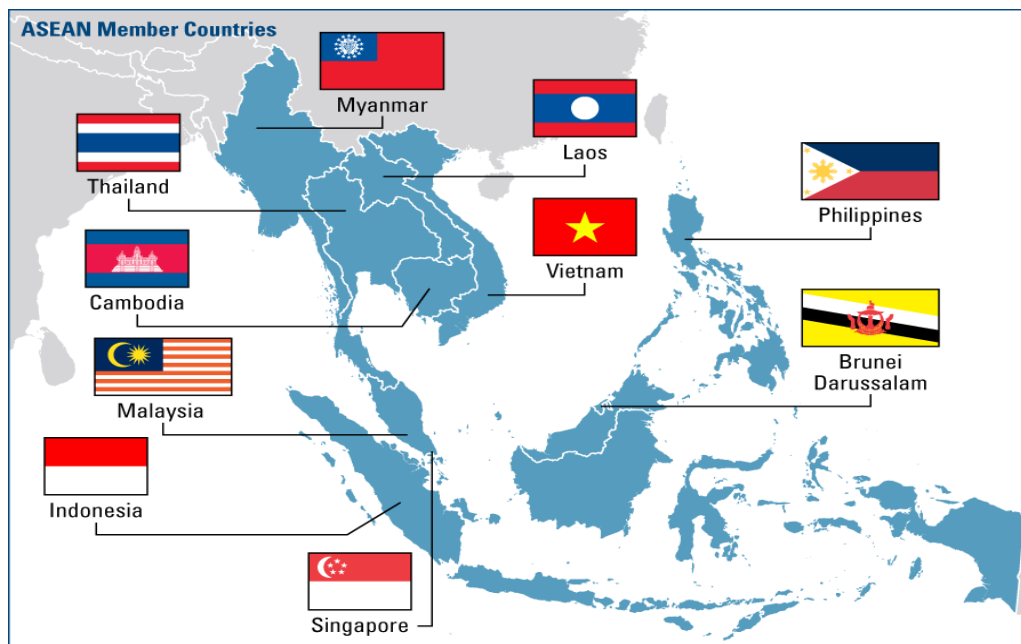 ASEAN Member Countries
Myanmar
Laos
Thailand
Philippines
Vietnam
Cambodia
Brunei
Darussalam
Malaysia
Indonesia
Singapore